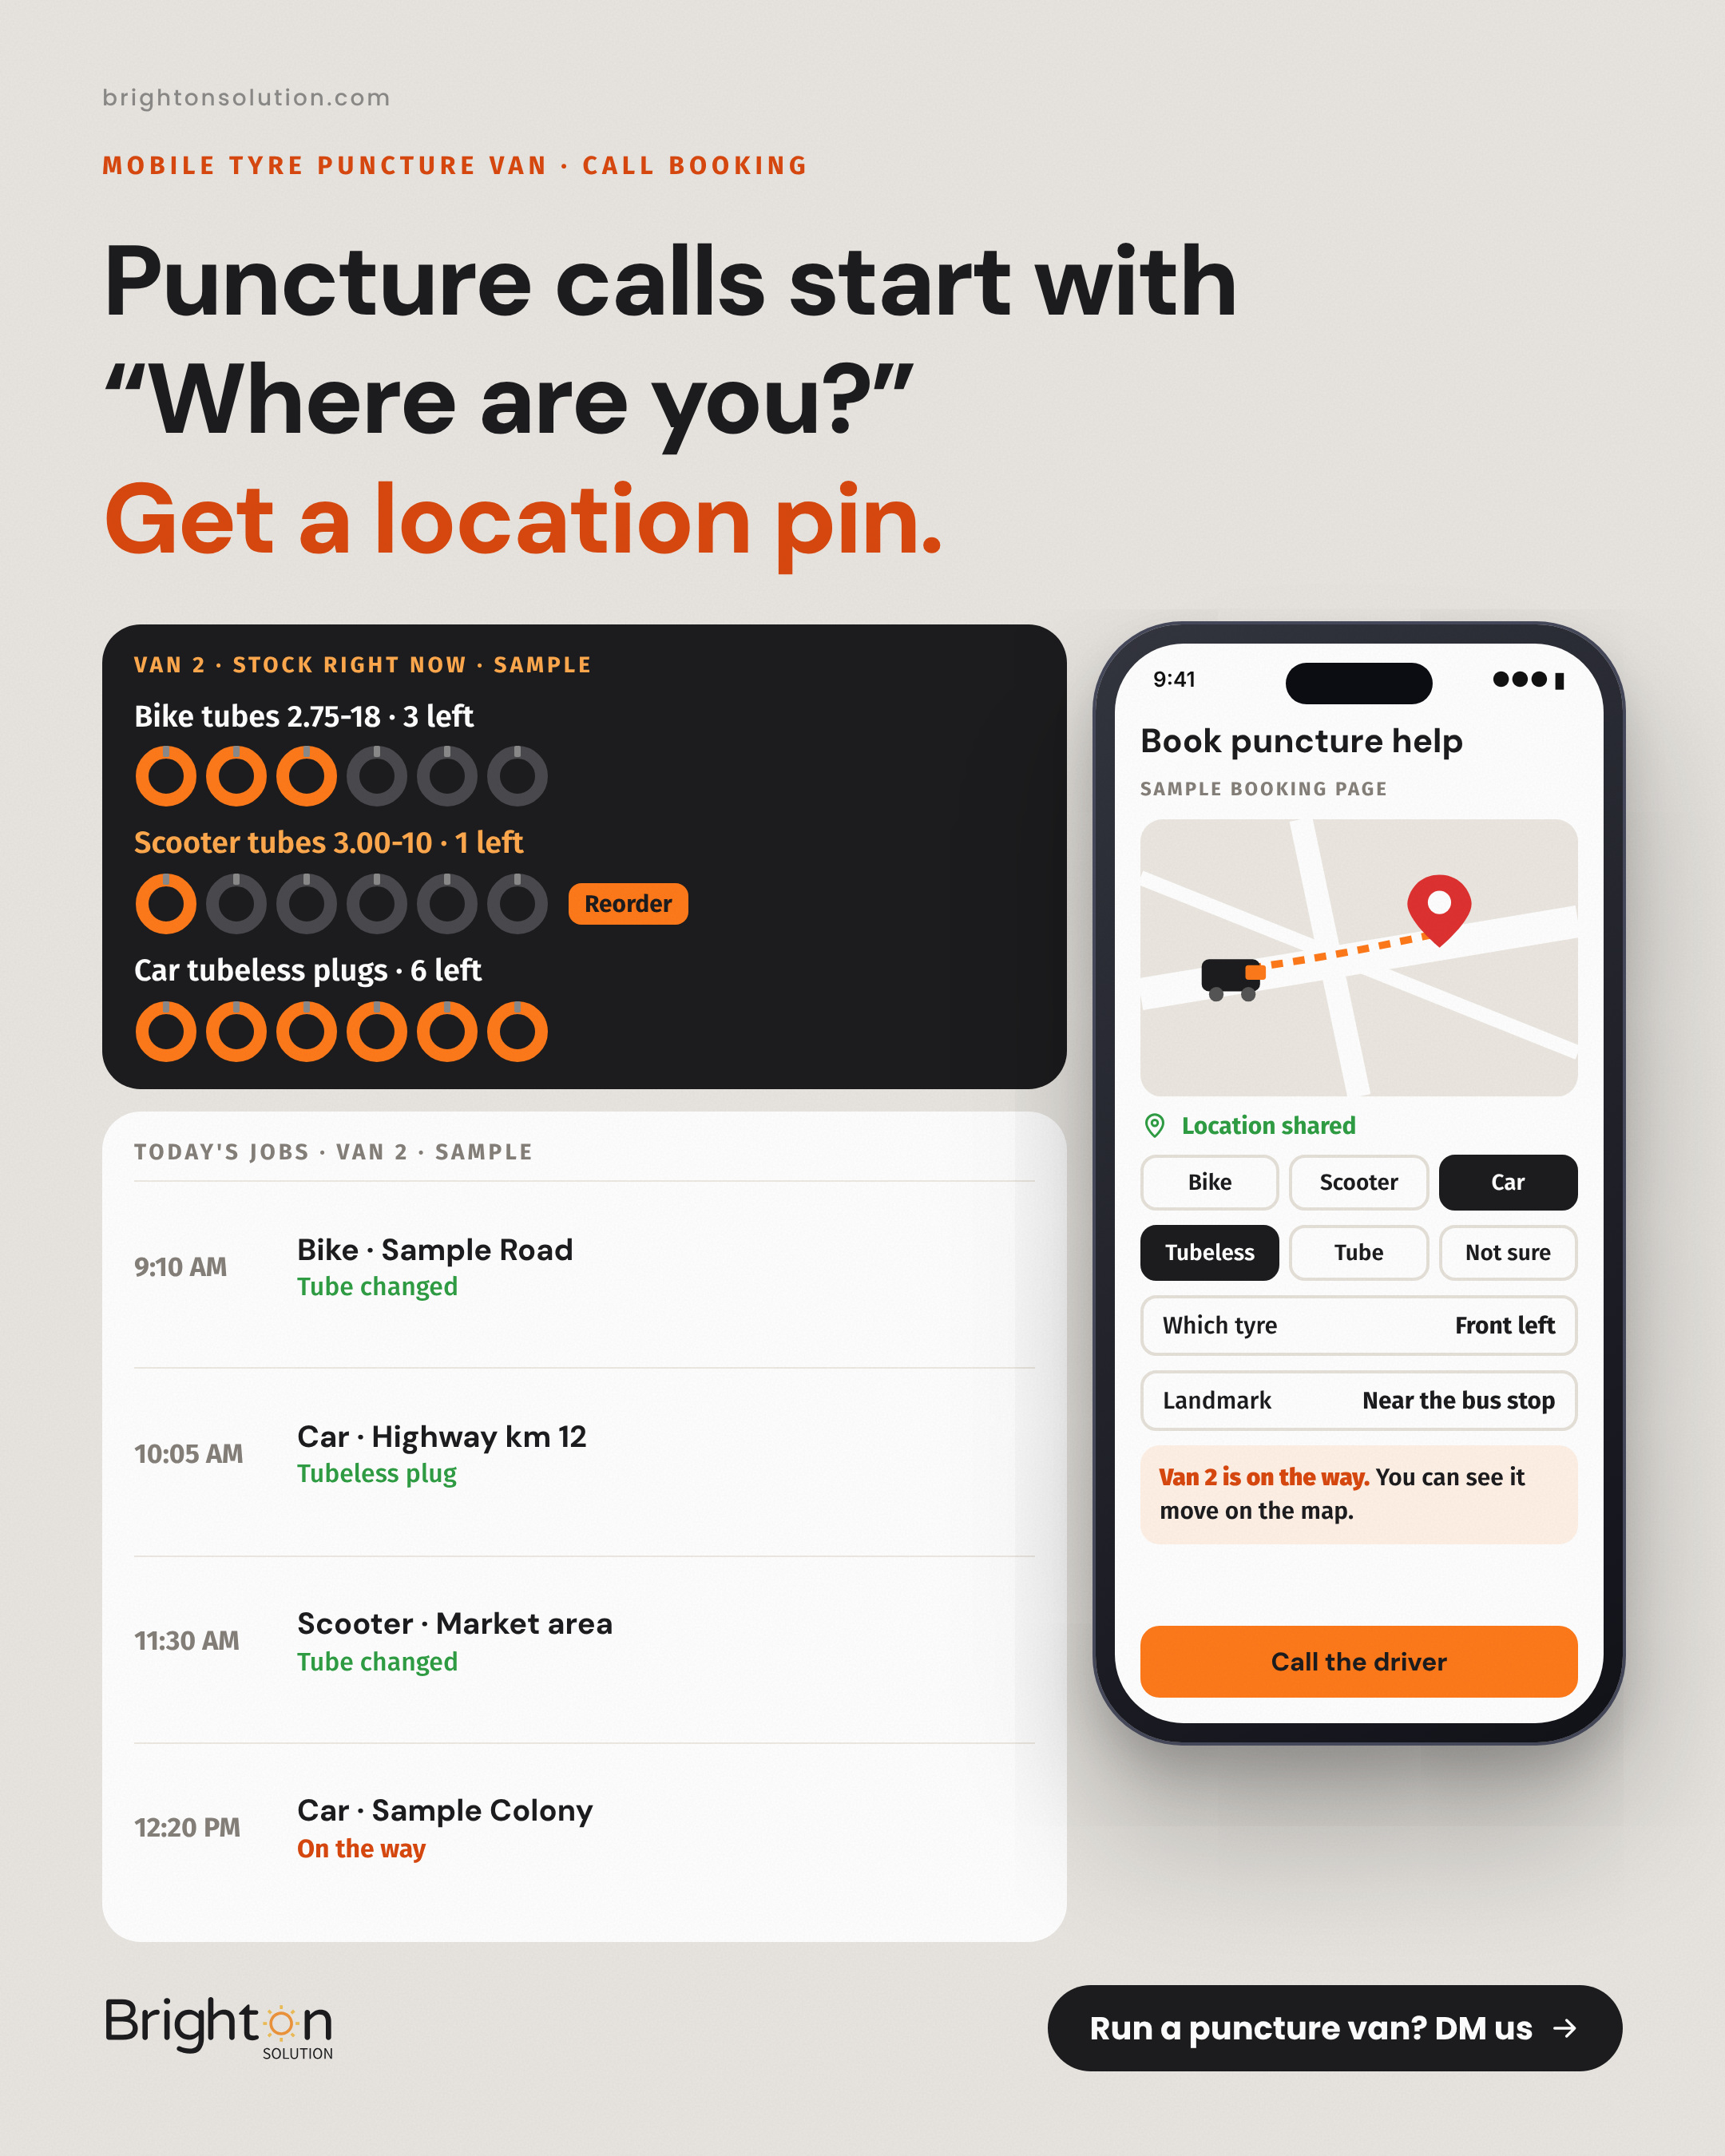 brightonsolution.com
MOBILE TYRE PUNCTURE VAN · CALL BOOKING
Puncture calls start with
“Where are you?”
Get a location pin.
VAN 2 · STOCK RIGHT NOW · SAMPLE
Bike tubes 2.75-18 · 3 left
Scooter tubes 3.00-10 · 1 left
Reorder
Car tubeless plugs · 6 left
TODAY'S JOBS · VAN 2 · SAMPLE
9:10 AM
Bike · Sample Road
Tube changed
10:05 AM
Car · Highway km 12
Tubeless plug
11:30 AM
Scooter · Market area
Tube changed
12:20 PM
Car · Sample Colony
On the way
9:41
Book puncture help
SAMPLE BOOKING PAGE
Location shared
Bike Scooter Car
Tubeless Tube Not sure
Which tyre Front left
Landmark Near the bus stop
Van 2 is on the way. You can see it
move on the map.
Call the driver
Brighton
SOLUTION
Run a puncture van? DM us →